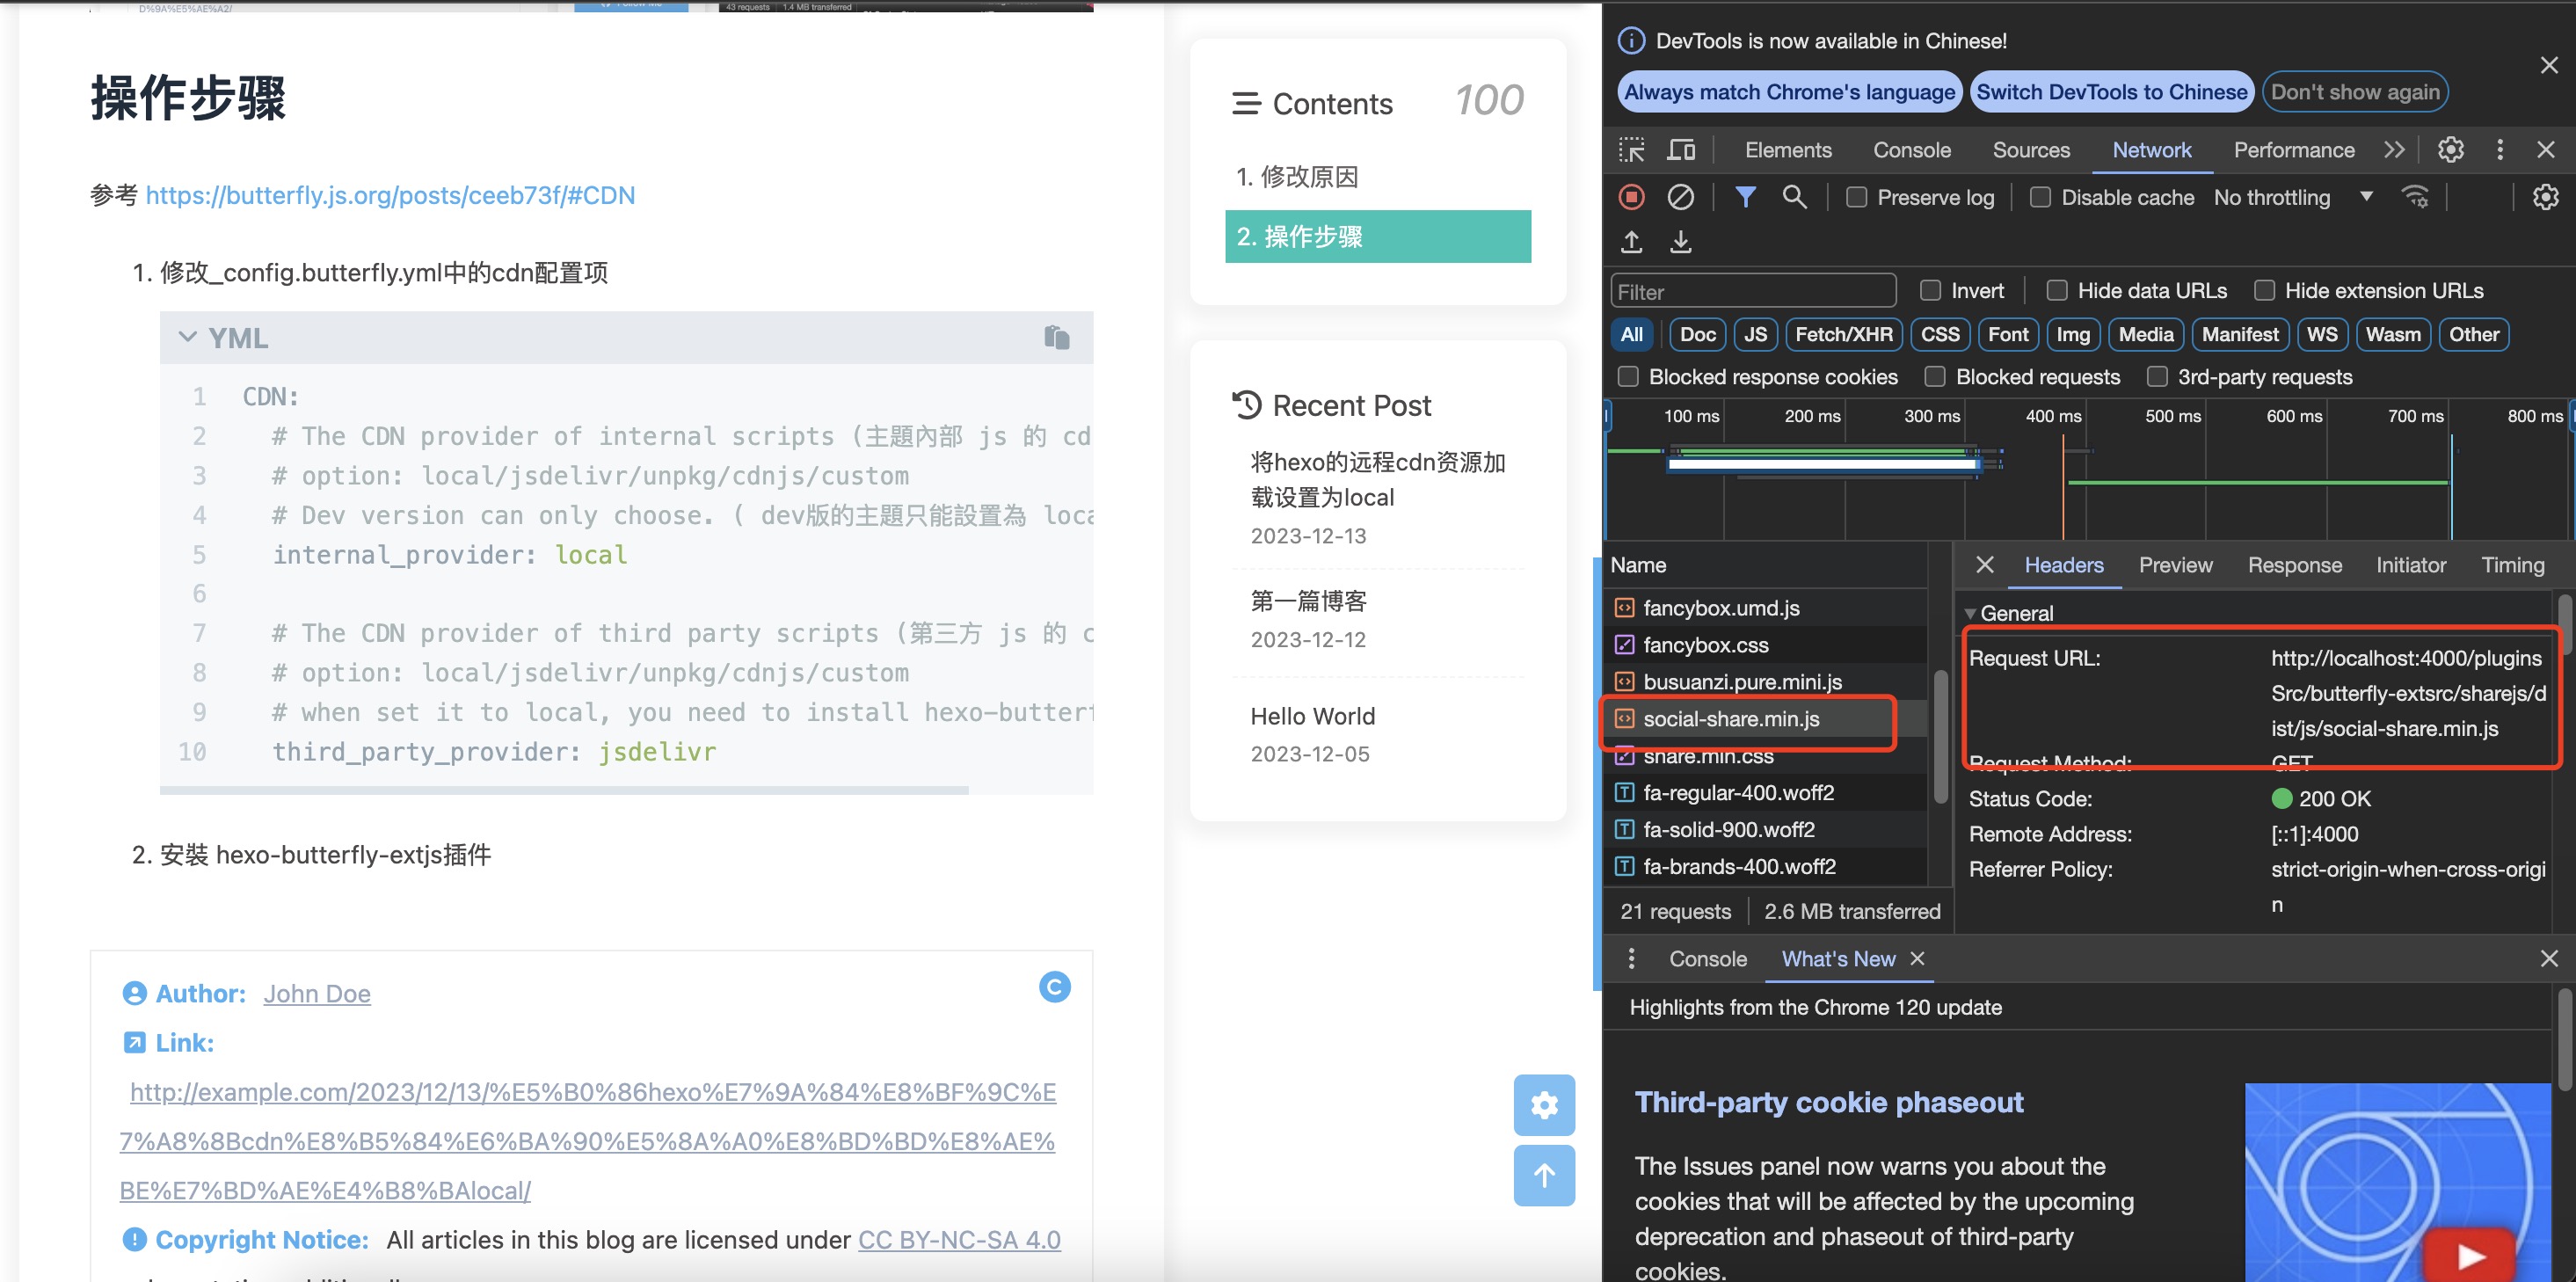 D%9A%E5%AE%A2/
43 requests 1.4 MB transferred
操作步骤
参考 https://butterfly.js.org/posts/ceeb73f/#CDN
1. 修改_config.butterfly.yml中的cdn配置项
YML
1 CDN:
2 # The CDN provider of internal scripts (主題內部 js 的 cd
3 # option: local/jsdelivr/unpkg/cdnjs/custom
4 # Dev version can only choose. ( dev版的主題只能設置為 loca
5 internal_provider: local
6
7 # The CDN provider of third party scripts (第三方 js 的 c
8 # option: local/jsdelivr/unpkg/cdnjs/custom
9 # when set it to local, you need to install hexo-butterf
10 third_party_provider: jsdelivr
2. 安裝 hexo-butterfly-extjs插件
Author: John Doe
Link:
http://example.com/2023/12/13/%E5%B0%86hexo%E7%9A%84%E8%BF%9C%E
7%A8%8Bcdn%E8%B5%84%E6%BA%90%E5%8A%A0%E8%BD%BD%E8%AE%
BE%E7%BD%AE%E4%B8%BAlocal/
Copyright Notice: All articles in this blog are licensed under CC BY-NC-SA 4.0
Contents 100
1. 修改原因
2. 操作步骤
Recent Post
将hexo的远程cdn资源加
载设置为local
2023-12-13
第一篇博客
2023-12-12
Hello World
2023-12-05
DevTools is now available in Chinese!
Always match Chrome's language Switch DevTools to Chinese Don't show again
Elements Console Sources Network Performance
Preserve log Disable cache No throttling
Filter Invert Hide data URLs Hide extension URLs
All Doc JS Fetch/XHR CSS Font Img Media Manifest WS Wasm Other
Blocked response cookies Blocked requests 3rd-party requests
100 ms 200 ms 300 ms 400 ms 500 ms 600 ms 700 ms 800 ms
Name
fancybox.umd.js
fancybox.css
busuanzi.pure.mini.js
social-share.min.js
share.min.css
fa-regular-400.woff2
fa-solid-900.woff2
fa-brands-400.woff2
21 requests 2.6 MB transferred
Headers Preview Response Initiator Timing
General
Request URL: http://localhost:4000/plugins
Src/butterfly-extsrc/sharejs/d
ist/js/social-share.min.js
Request Method: GET
Status Code: 200 OK
Remote Address: [::1]:4000
Referrer Policy: strict-origin-when-cross-origi
n
Console What's New
Highlights from the Chrome 120 update
Third-party cookie phaseout
The Issues panel now warns you about the
cookies that will be affected by the upcoming
deprecation and phaseout of third-party
cookies.